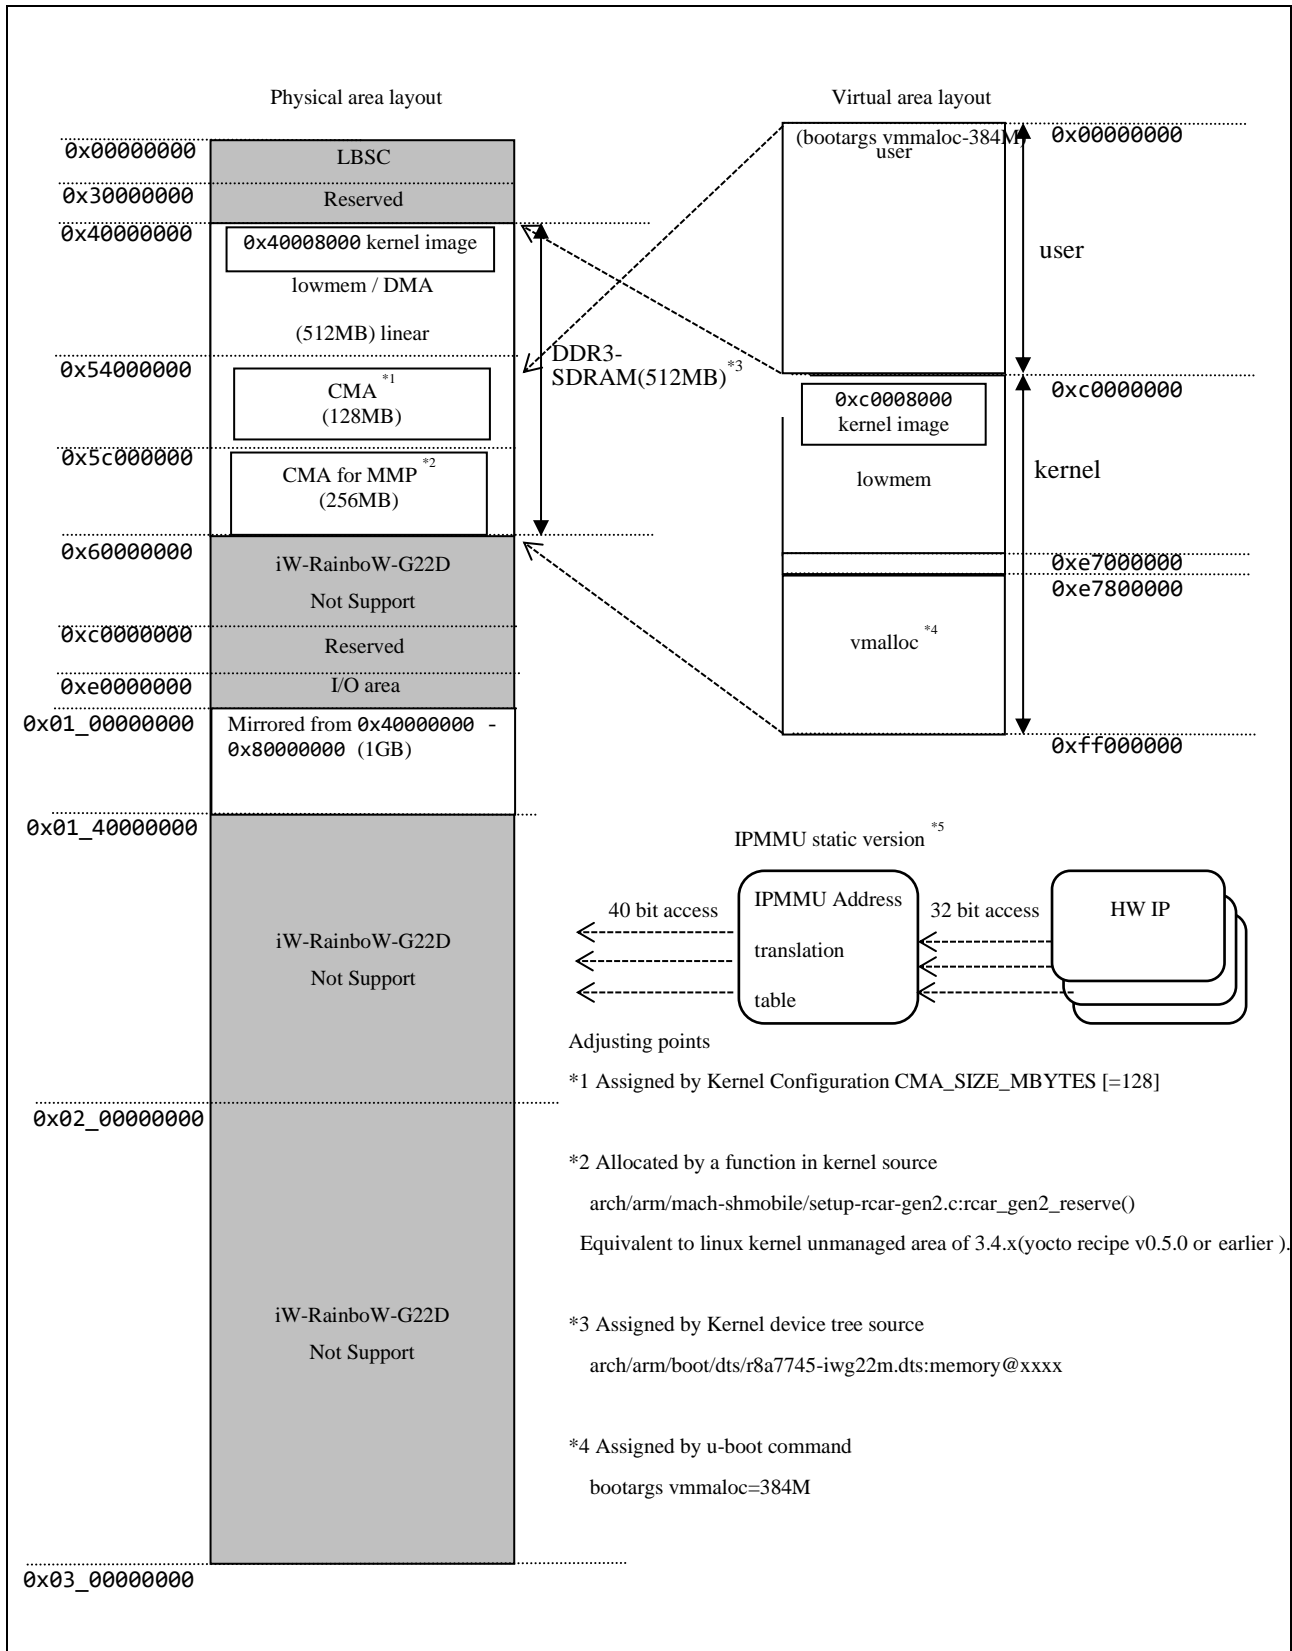 Physical area layout
0x00000000
LBSC
0x30000000
Reserved
0x40000000
0x40008000 kernel image
lowmem / DMA
(512MB) linear
0x54000000
CMA *1
(128MB)
0x5c000000
CMA for MMP *2
(256MB)
0x60000000
iW-RainboW-G22D
Not Support
0xc0000000
Reserved
0xe0000000
I/O area
0x01_00000000
Mirrored from 0x40000000 -
0x80000000 (1GB)
0x01_40000000
iW-RainboW-G22D
Not Support
0x02_00000000
iW-RainboW-G22D
Not Support
0x03_00000000
DDR3-
SDRAM(512MB) *3
Virtual area layout
(bootargs vmmaloc-384M)
user
0x00000000
user
0xc0000000
0xc0008000
kernel image
lowmem
kernel
0xe7000000
0xe7800000
vmalloc *4
0xff000000
IPMMU static version *5
40 bit access
IPMMU Address
translation
table
32 bit access
HW IP
Adjusting points
*1 Assigned by Kernel Configuration CMA_SIZE_MBYTES [=128]
*2 Allocated by a function in kernel source
arch/arm/mach-shmobile/setup-rcar-gen2.c:rcar_gen2_reserve()
Equivalent to linux kernel unmanaged area of 3.4.x(yocto recipe v0.5.0 or earlier ).
*3 Assigned by Kernel device tree source
arch/arm/boot/dts/r8a7745-iwg22m.dts:memory@xxxx
*4 Assigned by u-boot command
bootargs vmmaloc=384M